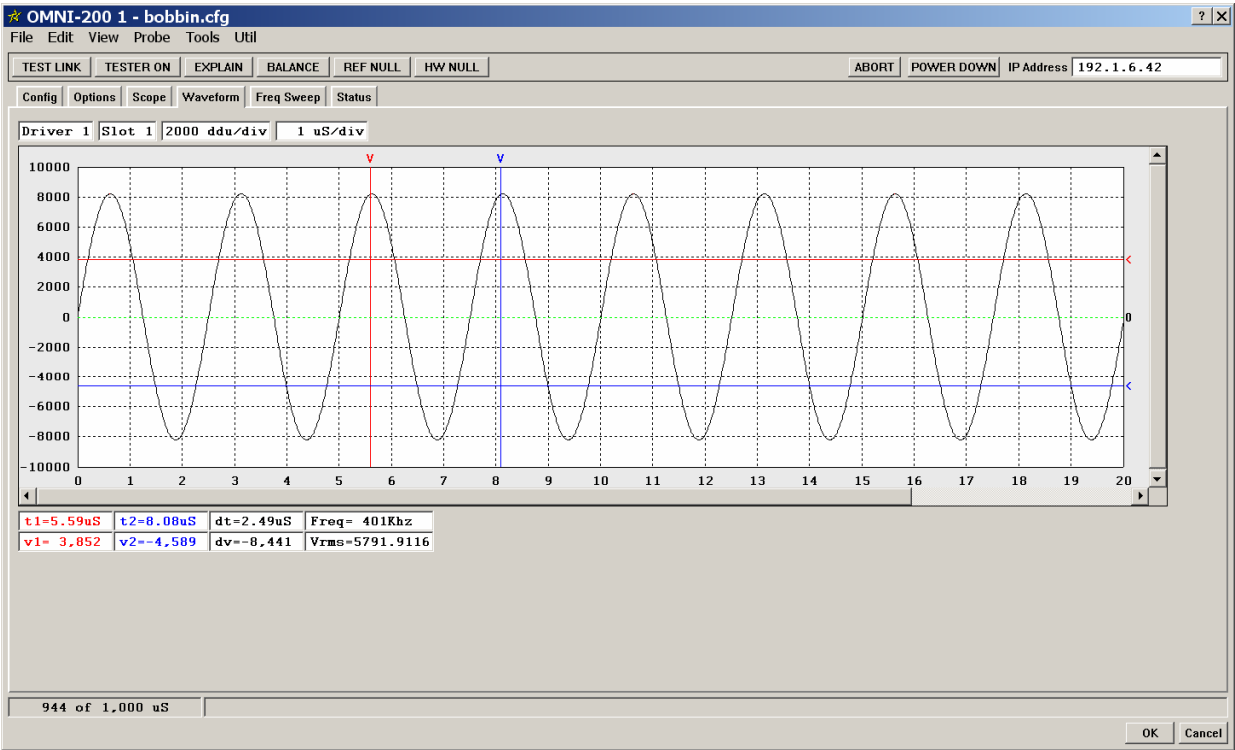 OMNI-200 1 - bobbin.cfg ? X
File Edit View Probe Tools Util
TEST LINK TESTER ON EXPLAIN BALANCE REF NULL HW NULL ABORT POWER DOWN IP Address 192.1.6.42
Config Options Scope Waveform Freq Sweep Status
Driver 1 Slot 1 2000 ddu/div 1 uS/div
V V
10000
8000
6000
4000 <
2000
0 0
-2000
-4000 <
-6000
-8000
-10000
0 1 2 3 4 5 6 7 8 9 10 11 12 13 14 15 16 17 18 19 20
t1=5.59uS t2=8.08uS dt=2.49uS Freq= 401Khz
v1= 3,852 v2=-4,589 dv=-8,441 Vrms=5791.9116
944 of 1,000 uS
OK Cancel